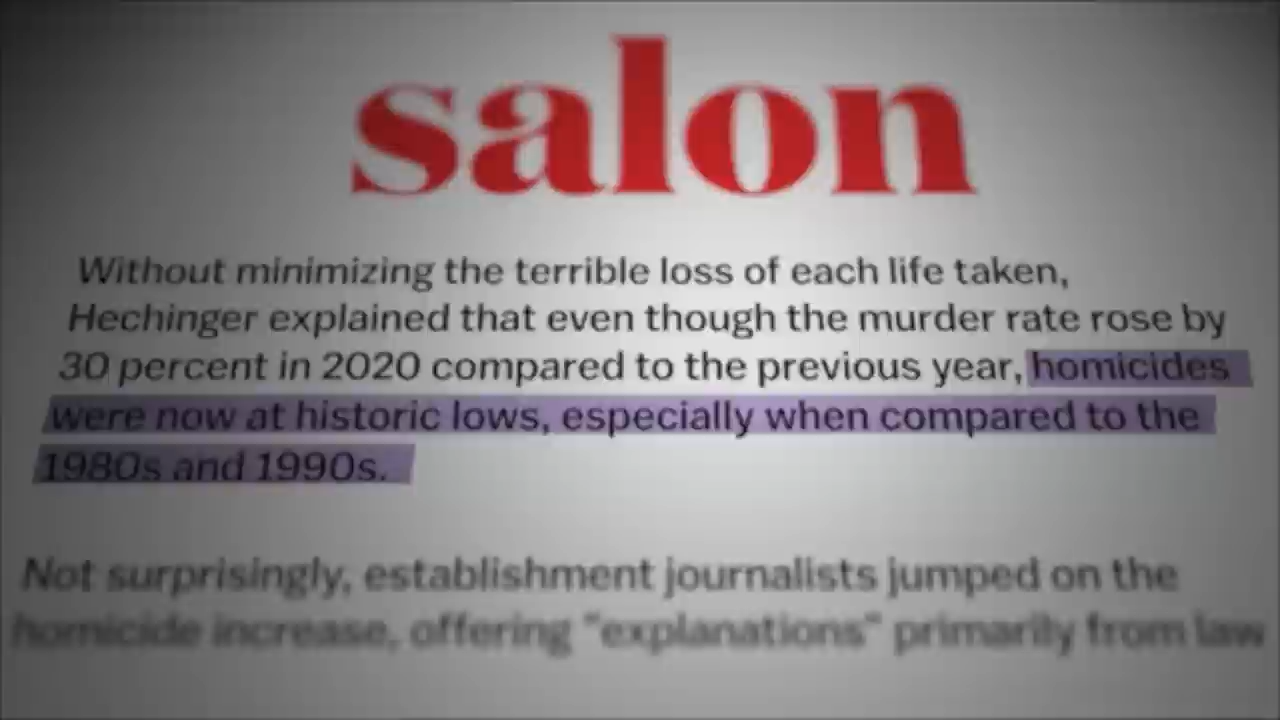 salon
Without minimizing the terrible loss of each life taken,
Hechinger explained that even though the murder rate rose by
30 percent in 2020 compared to the previous year, homicides
were now at historic lows, especially when compared to the
1980s and 1990s.
Not surprisingly, establishment journalists jumped on the
homicide increase, offering "explanations" primarily from law